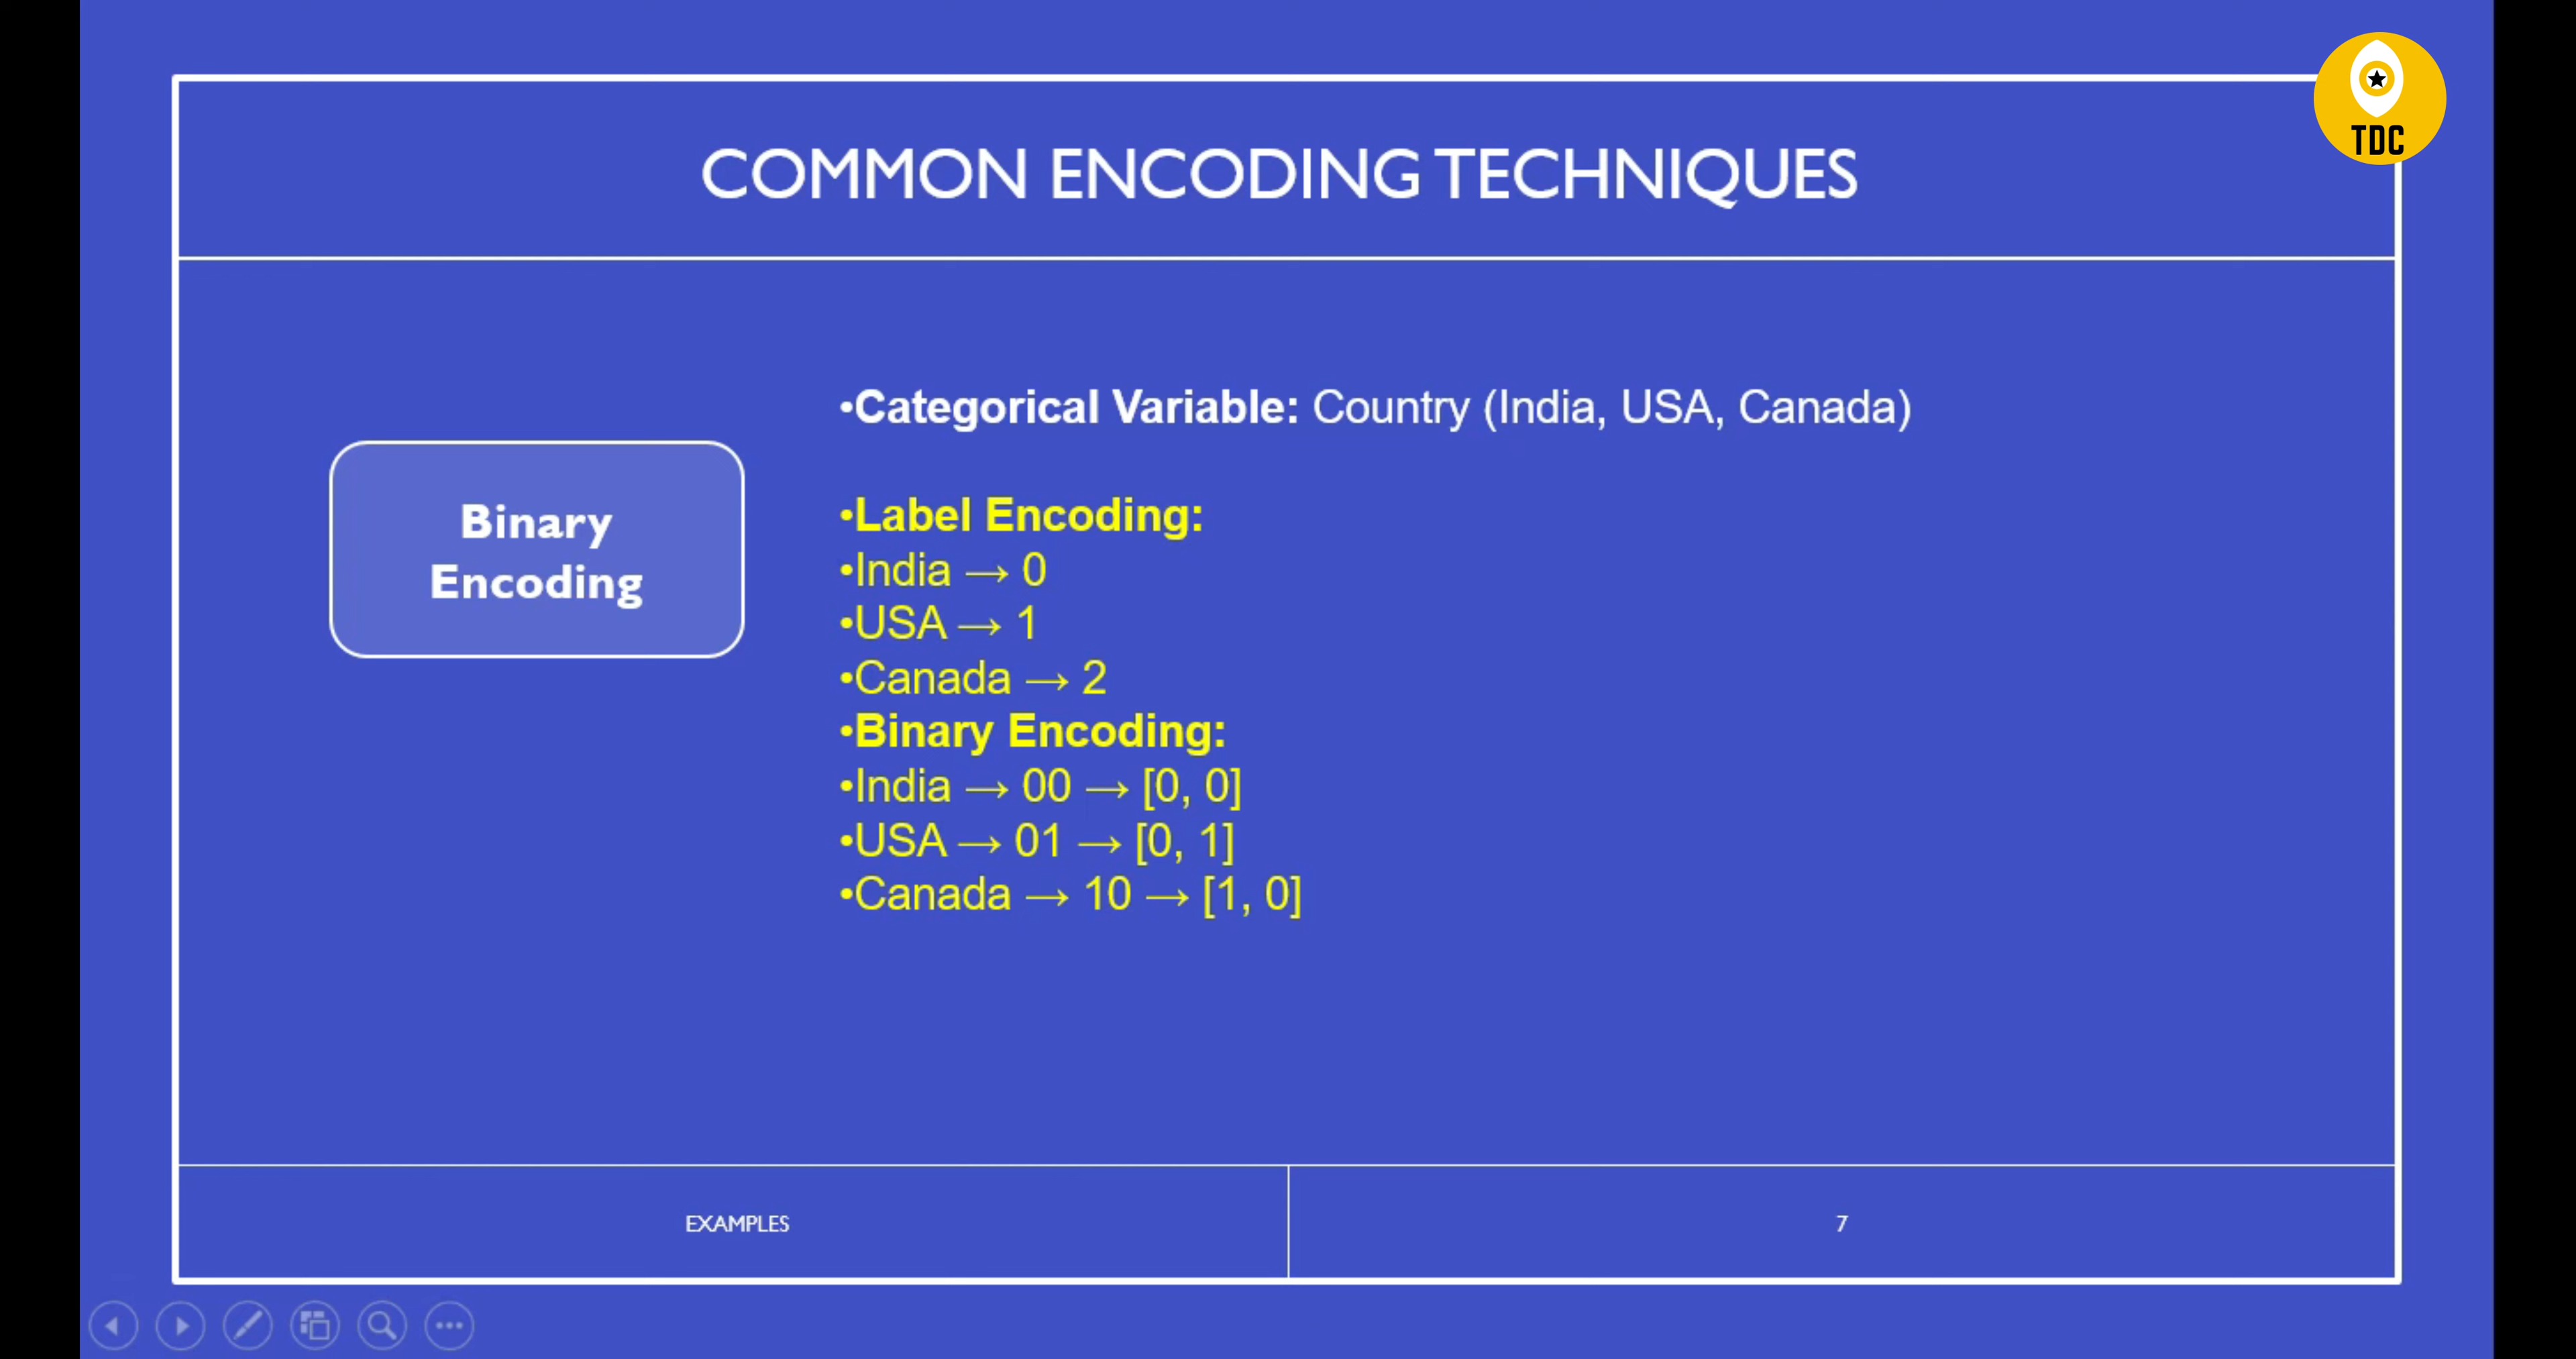 TDC
COMMON ENCODING TECHNIQUES
Binary
Encoding
•Categorical Variable: Country (India, USA, Canada)
•Label Encoding:
•India → 0
•USA → 1
•Canada → 2
•Binary Encoding:
•India → 00 → [0, 0]
•USA → 01 → [0, 1]
•Canada → 10 → [1, 0]
EXAMPLES
7